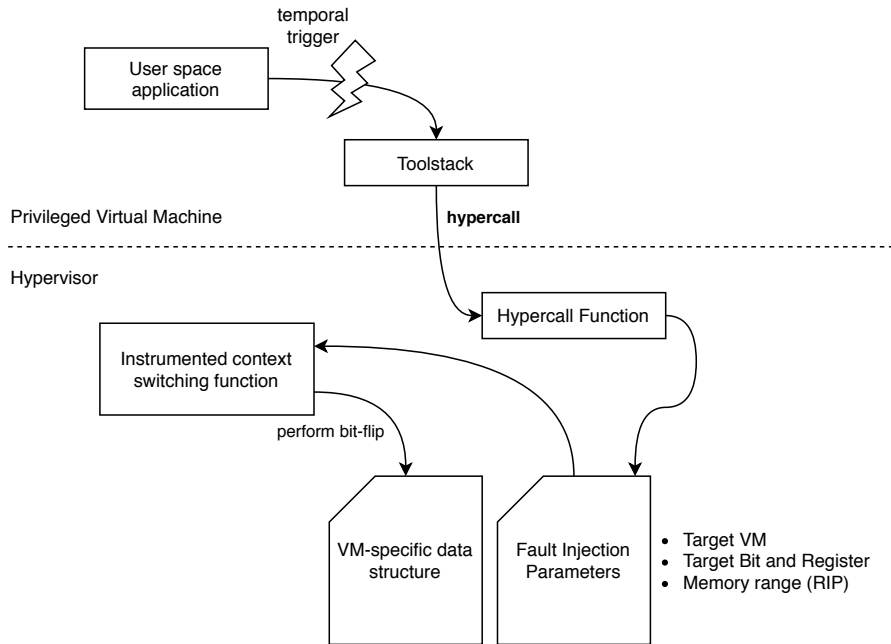 temporal
trigger
User space
application
Toolstack
Privileged Virtual Machine
hypercall
Hypervisor
Hypercall Function
Instrumented context
switching function
perform bit-flip
VM-specific data
structure
Fault Injection
Parameters
• Target VM
• Target Bit and Register
• Memory range (RIP)